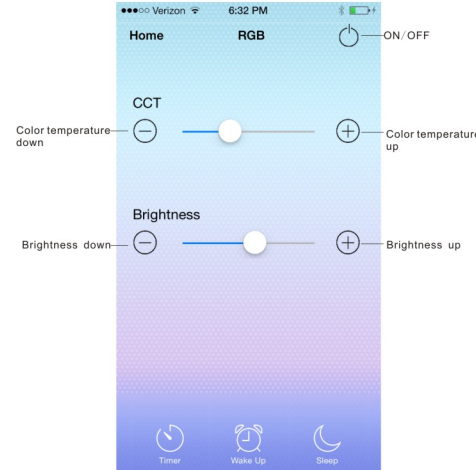 Verizon 6:32 PM
Home RGB ON/OFF
CCT
Color temperature down
Color temperature up
Brightness
Brightness down
Brightness up
Timer Wake Up Sleep